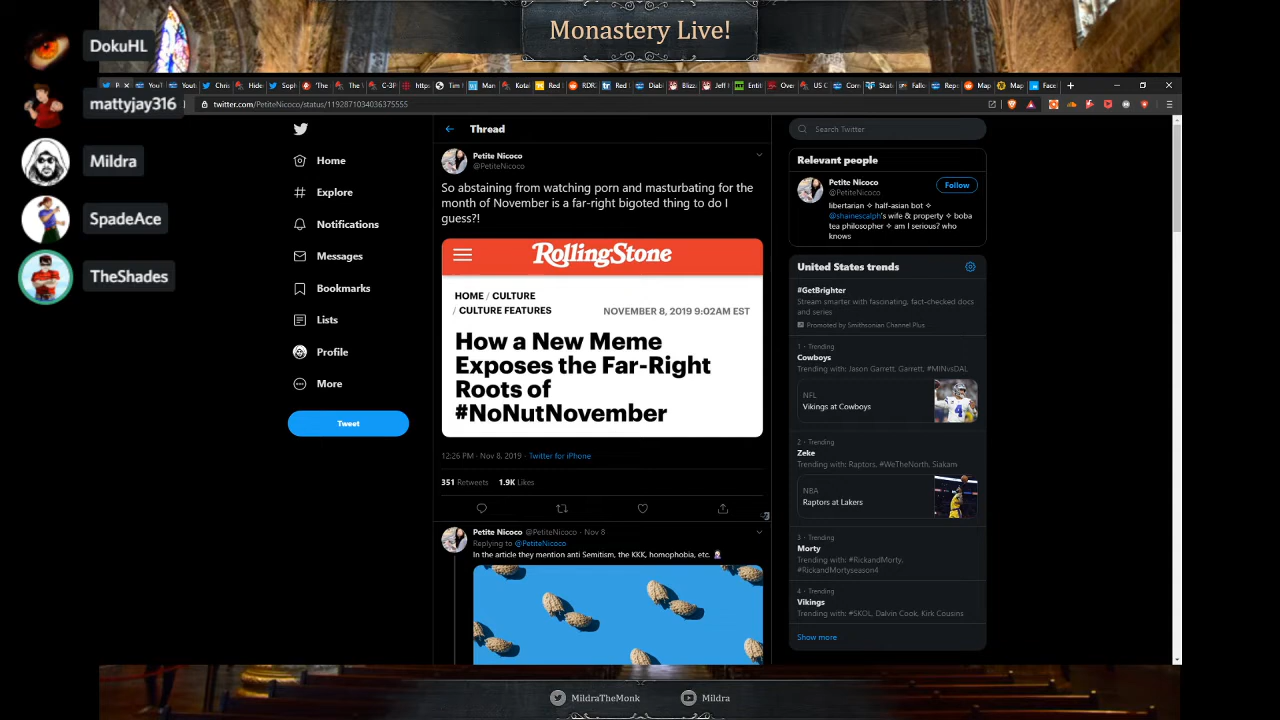 Monastery Live!
DokuHL
mattyjay316
Mildra
SpadeAce
TheShades
twitter.com/PetiteNicoco/status/1192871034036375555
Home
Explore
Notifications
Messages
Bookmarks
Lists
Profile
More
Tweet
Thread
Petite Nicoco
@PetiteNicoco
So abstaining from watching porn and masturbating for the
month of November is a far-right bigoted thing to do I
guess?!
RollingStone
HOME / CULTURE
/ CULTURE FEATURES
NOVEMBER 8, 2019 9:02AM EST
How a New Meme
Exposes the Far-Right
Roots of
#NoNutNovember
12:26 PM · Nov 8, 2019 · Twitter for iPhone
351 Retweets 1.9K Likes
Petite Nicoco @PetiteNicoco · Nov 8
Replying to @PetiteNicoco
In the article they mention anti Semitism, the KKK, homophobia, etc.
Search Twitter
Relevant people
Petite Nicoco
@PetiteNicoco
Follow
libertarian ✧ half-asian bot ✧
@shainescalph's wife & property ✧ boba
tea philosopher ✧ am I serious? who
knows
United States trends
#GetBrighter
Stream smarter with fascinating, fact-checked docs
and series
Promoted by Smithsonian Channel Plus
1 · Trending
Cowboys
Trending with: Jason Garrett, Garrett, #MINvsDAL
NFL
Vikings at Cowboys
2 · Trending
Zeke
Trending with: Raptors, #WeTheNorth, Siakam
NBA
Raptors at Lakers
3 · Trending
Morty
Trending with: #RickandMorty,
#RickandMortyseason4
4 · Trending
Vikings
Trending with: #SKOL, Dalvin Cook, Kirk Cousins
Show more
MildraTheMonk
Mildra